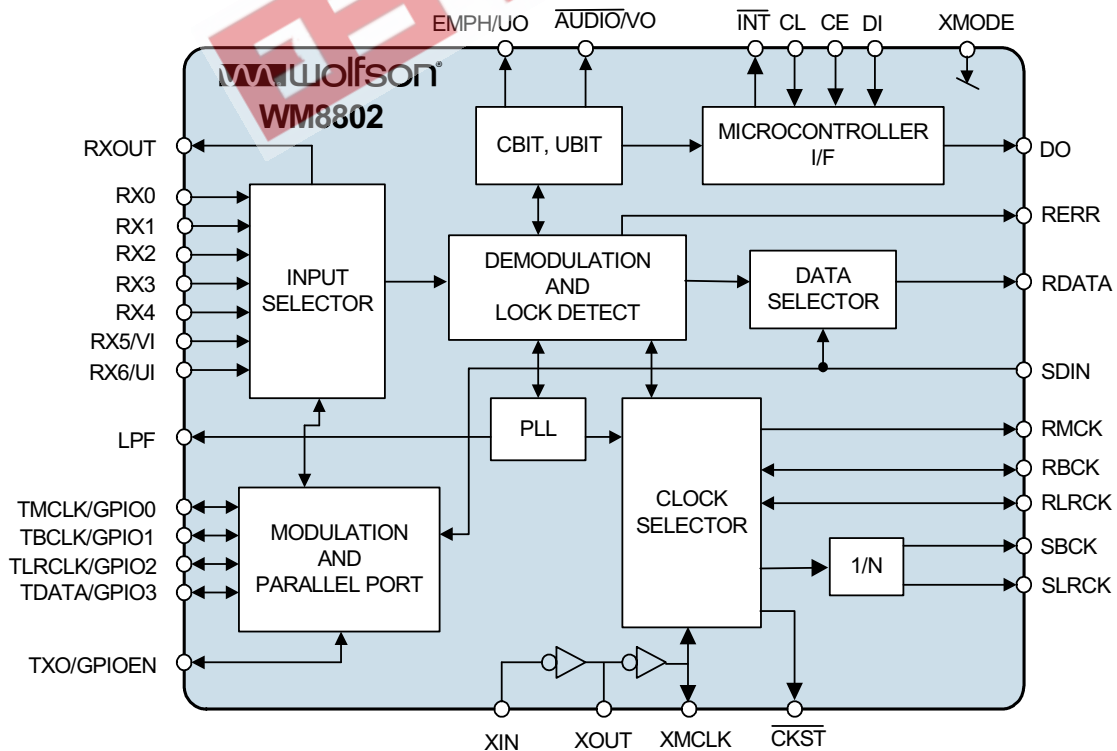 EMPH/UO AUDIO/VO INT CL CE DI XMODE
wolfson®
WM8802
CBIT, UBIT
MICROCONTROLLER
I/F
RXOUT
DO
RX0
RX1
RX2
RX3
RX4
RX5/VI
RX6/UI
INPUT
SELECTOR
DEMODULATION
AND
LOCK DETECT
DATA
SELECTOR
RERR
RDATA
SDIN
LPF
PLL
CLOCK
SELECTOR
RMCK
RBCK
RLRCK
SBCK
SLRCK
1/N
TMCLK/GPIO0
TBCLK/GPIO1
TLRCLK/GPIO2
TDATA/GPIO3
MODULATION
AND
PARALLEL PORT
TXO/GPIOEN
XIN XOUT XMCLK CKST